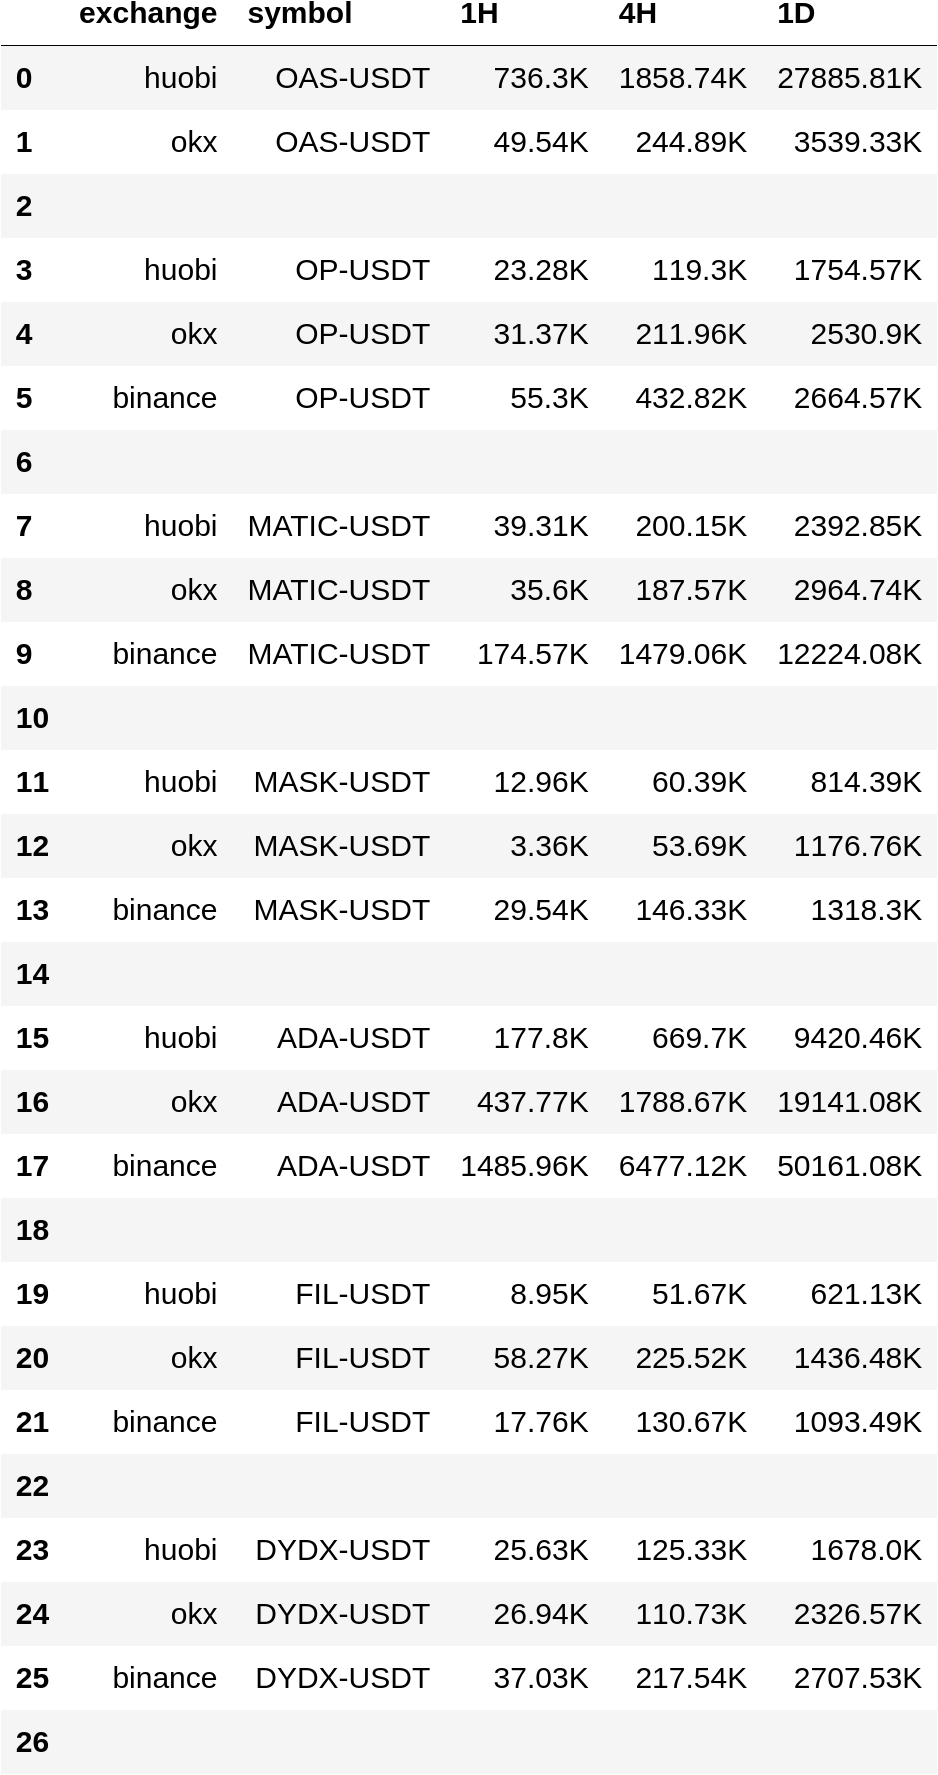 exchange symbol 1H 4H 1D
0 huobi OAS-USDT 736.3K 1858.74K 27885.81K
1 okx OAS-USDT 49.54K 244.89K 3539.33K
2
3 huobi OP-USDT 23.28K 119.3K 1754.57K
4 okx OP-USDT 31.37K 211.96K 2530.9K
5 binance OP-USDT 55.3K 432.82K 2664.57K
6
7 huobi MATIC-USDT 39.31K 200.15K 2392.85K
8 okx MATIC-USDT 35.6K 187.57K 2964.74K
9 binance MATIC-USDT 174.57K 1479.06K 12224.08K
10
11 huobi MASK-USDT 12.96K 60.39K 814.39K
12 okx MASK-USDT 3.36K 53.69K 1176.76K
13 binance MASK-USDT 29.54K 146.33K 1318.3K
14
15 huobi ADA-USDT 177.8K 669.7K 9420.46K
16 okx ADA-USDT 437.77K 1788.67K 19141.08K
17 binance ADA-USDT 1485.96K 6477.12K 50161.08K
18
19 huobi FIL-USDT 8.95K 51.67K 621.13K
20 okx FIL-USDT 58.27K 225.52K 1436.48K
21 binance FIL-USDT 17.76K 130.67K 1093.49K
22
23 huobi DYDX-USDT 25.63K 125.33K 1678.0K
24 okx DYDX-USDT 26.94K 110.73K 2326.57K
25 binance DYDX-USDT 37.03K 217.54K 2707.53K
26